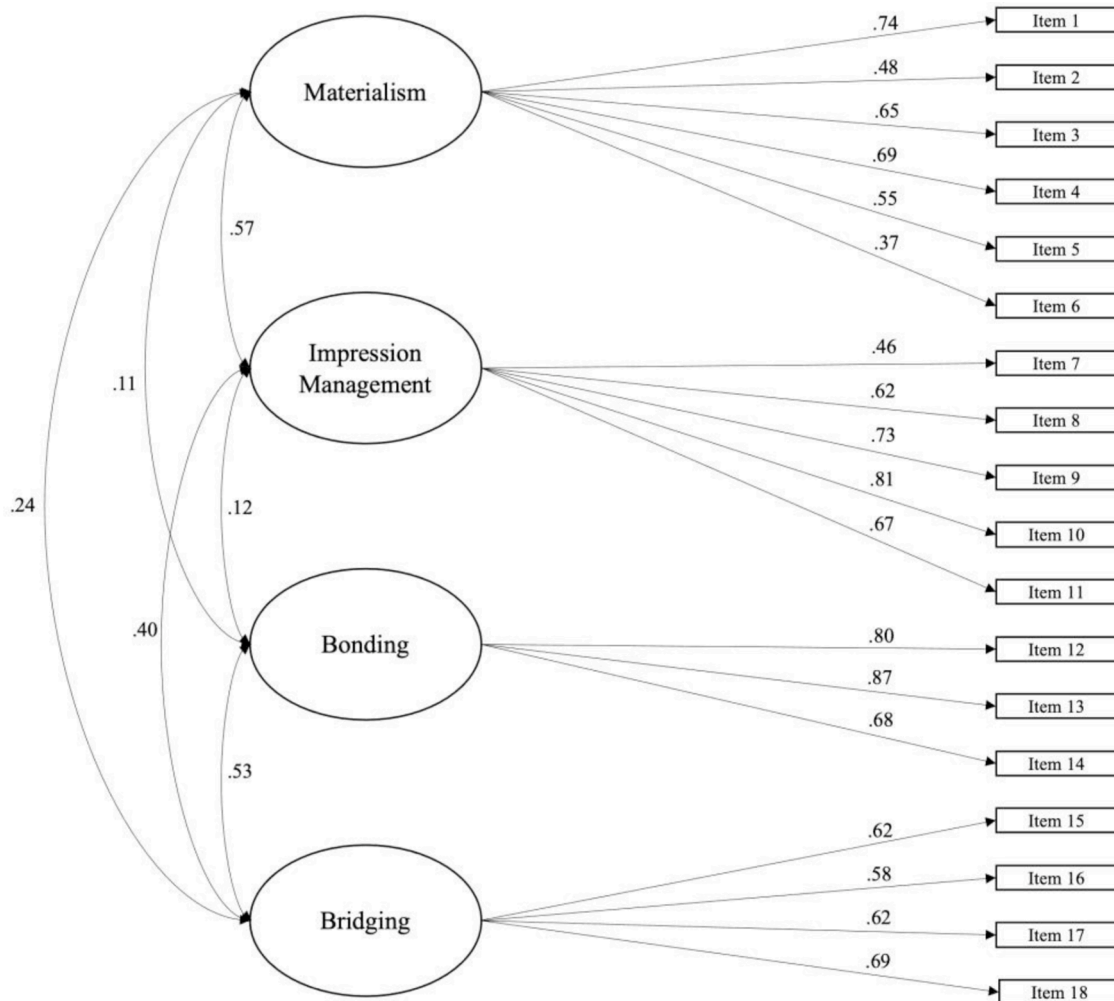 Item 1
.74
Item 2
.48
Item 3
.65
Materialism
Item 4
.69
Item 5
.55
Item 6
.37
.57
Impression
Management
Item 7
.46
Item 8
.62
Item 9
.73
Item 10
.81
Item 11
.67
.11
.24
.12
.40
Bonding
Item 12
.80
Item 13
.87
Item 14
.68
.53
Bridging
Item 15
.62
Item 16
.58
Item 17
.62
Item 18
.69